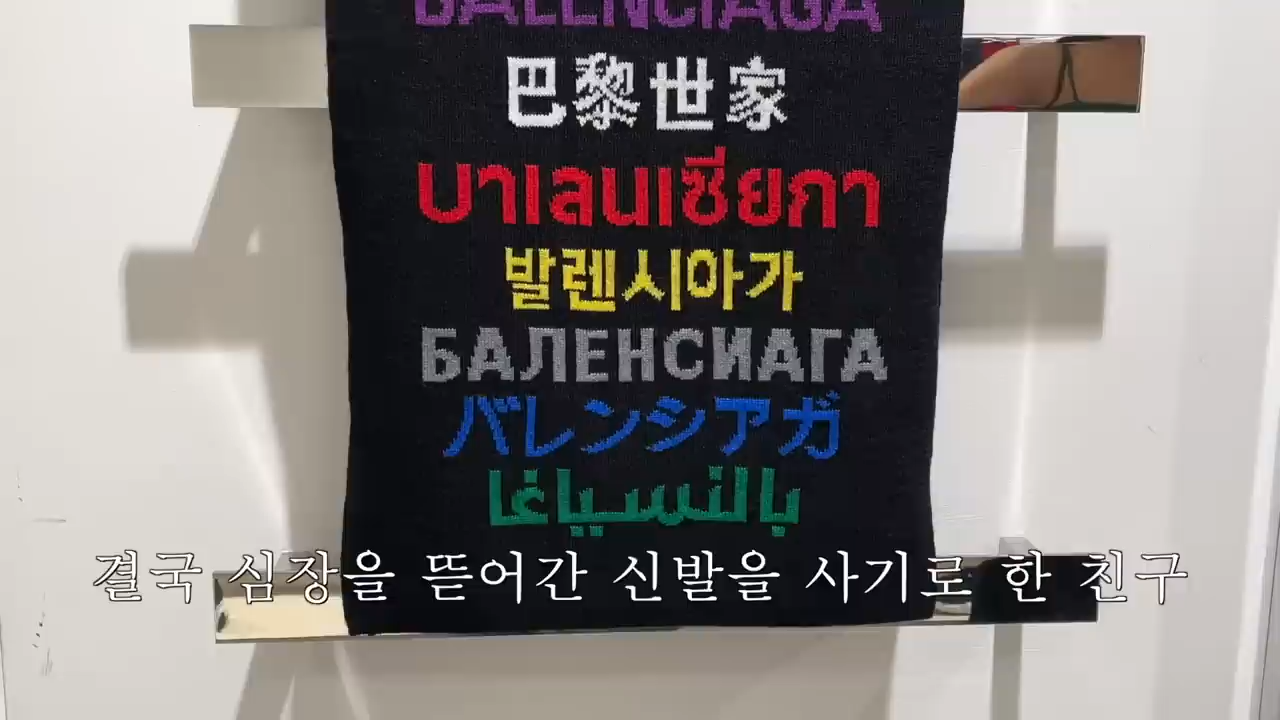 BALENCIAGA
巴黎世家
บาเลนเซียกา
발렌시아가
БАЛЕНСИАГА
バレンシアガ
بالنسياغا
결국 심장을 뜯어간 신발을 사기로 한 친구